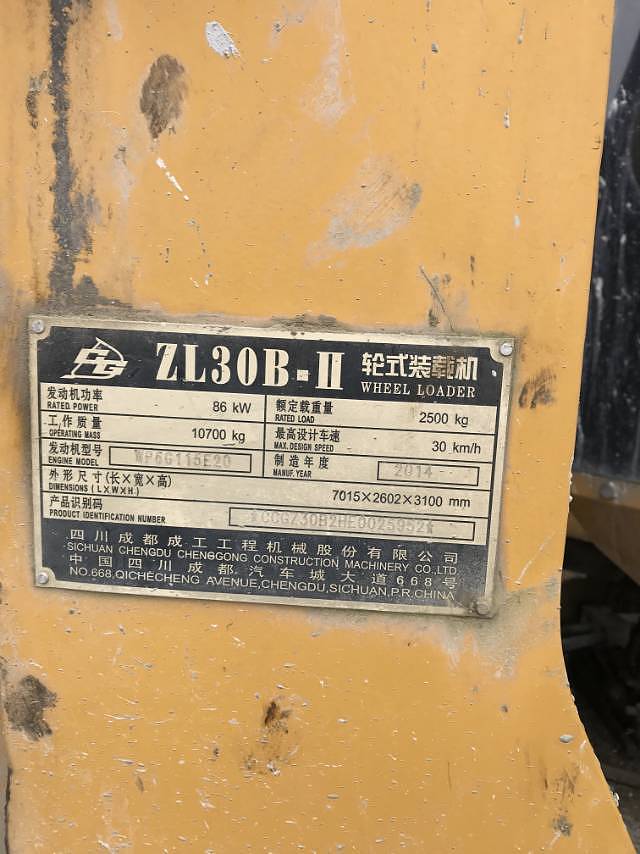 CG ZL30B-II 轮式装载机
WHEEL LOADER
发动机功率 86 kW 额定载重量 2500 kg
RATED POWER RATED LOAD
工作质量 10700 kg 最高设计车速 30 km/h
OPERATING MASS MAX. DESIGN SPEED
发动机型号 WP6G115E20 制造年度 2014
ENGINE MODEL MANUF. YEAR
外形尺寸(长×宽×高) 7015×2602×3100 mm
DIMENSIONS (L.X.W.X.H.)
产品识别码 *CCGZ30B2HE0025952*
PRODUCT IDENTIFICATION NUMBER
四川成都成工工程机械股份有限公司
SICHUAN CHENGDU CHENGGONG CONSTRUCTION MACHINERY CO.,LTD.
中国四川成都汽车城大道668号
NO.668,QICHECHENG AVENUE,CHENGDU,SICHUAN,P.R.CHINA